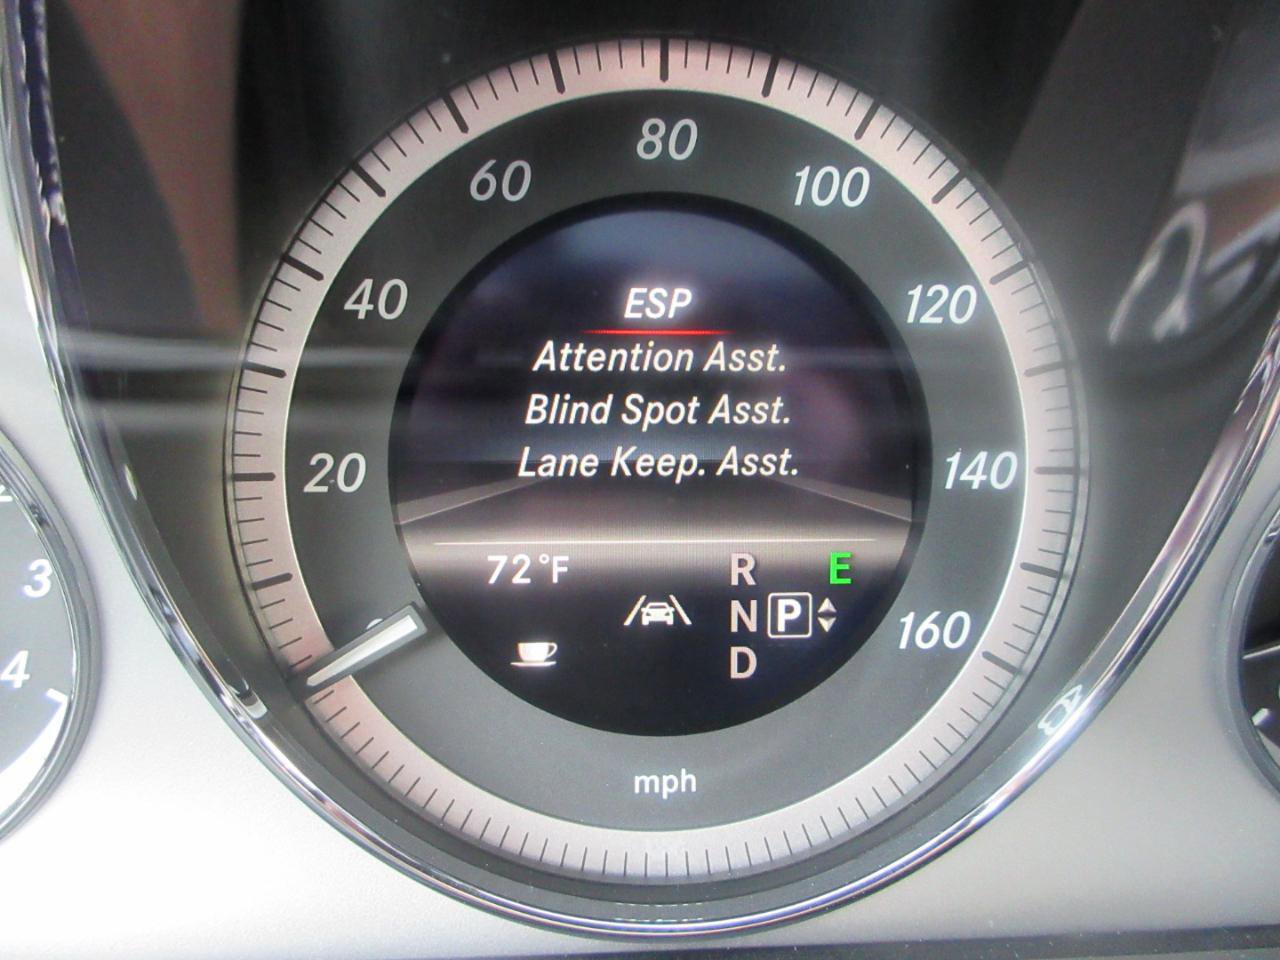 80
60
100
40
120
20
140
160
ESP
Attention Asst.
Blind Spot Asst.
Lane Keep. Asst.
72°F
R
E
N P
D
mph
3
4